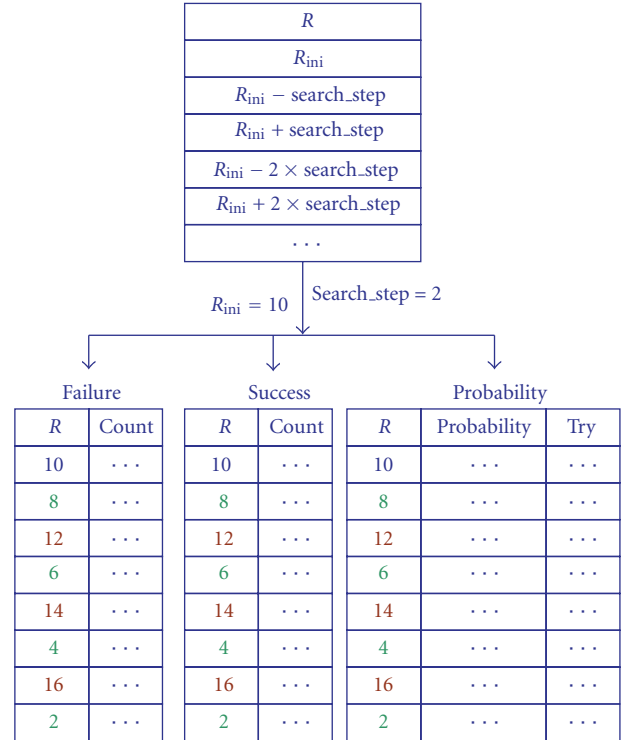 R
R_ini
R_ini − search_step
R_ini + search_step
R_ini − 2 × search_step
R_ini + 2 × search_step
· · ·
R_ini = 10
Search_step = 2
Failure
R Count
10 · · ·
8 · · ·
12 · · ·
6 · · ·
14 · · ·
4 · · ·
16 · · ·
2 · · ·
Success
R Count
10 · · ·
8 · · ·
12 · · ·
6 · · ·
14 · · ·
4 · · ·
16 · · ·
2 · · ·
Probability
R Probability Try
10 · · · · · ·
8 · · · · · ·
12 · · · · · ·
6 · · · · · ·
14 · · · · · ·
4 · · · · · ·
16 · · · · · ·
2 · · · · · ·